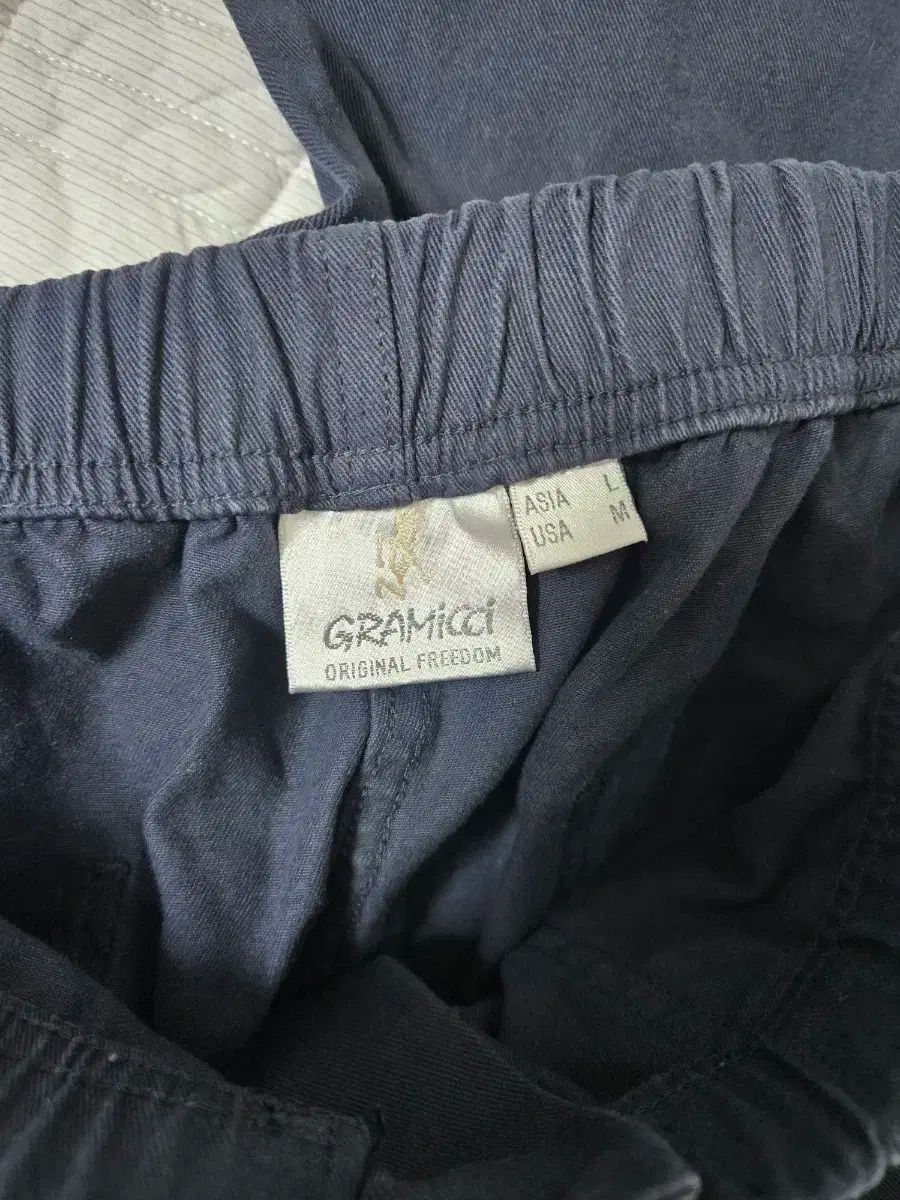 ASIA L
USA M
GRAMiCCi
ORIGINAL FREEDOM